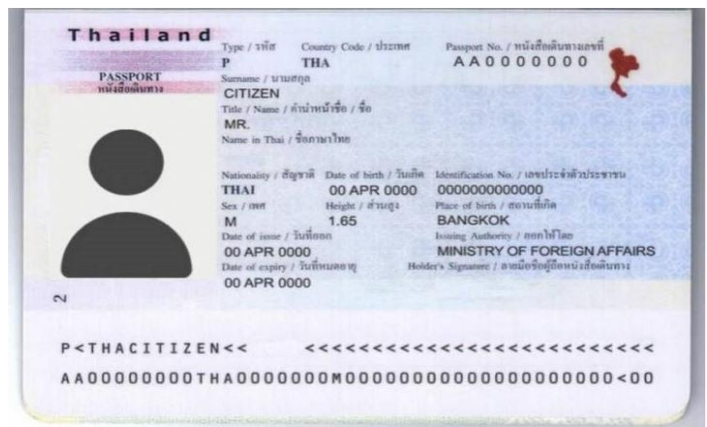 Thailand
PASSPORT
หนังสือเดินทาง
Type / รหัส Country Code / ประเทศ Passport No. / หนังสือเดินทางเลขที่
P THA AA0000000
Surname / นามสกุล
CITIZEN
Title / Name / คำนำหน้าชื่อ / ชื่อ
MR.
Name in Thai / ชื่อภาษาไทย
Nationality / สัญชาติ Date of birth / วันเกิด Identification No. / เลขประจำตัวประชาชน
THAI 00 APR 0000 0000000000000
Sex / เพศ Height / ส่วนสูง Place of birth / สถานที่เกิด
M 1.65 BANGKOK
Date of issue / วันที่ออก Issuing Authority / ออกให้โดย
00 APR 0000 MINISTRY OF FOREIGN AFFAIRS
Date of expiry / วันที่หมดอายุ Holder's Signature / ลายมือชื่อผู้ถือหนังสือเดินทาง
00 APR 0000
2
P<THACITIZEN<< <<<<<<<<<<<<<<<<<<<<<<<<<<
AA00000000THA0000000M00000000000000000000<00